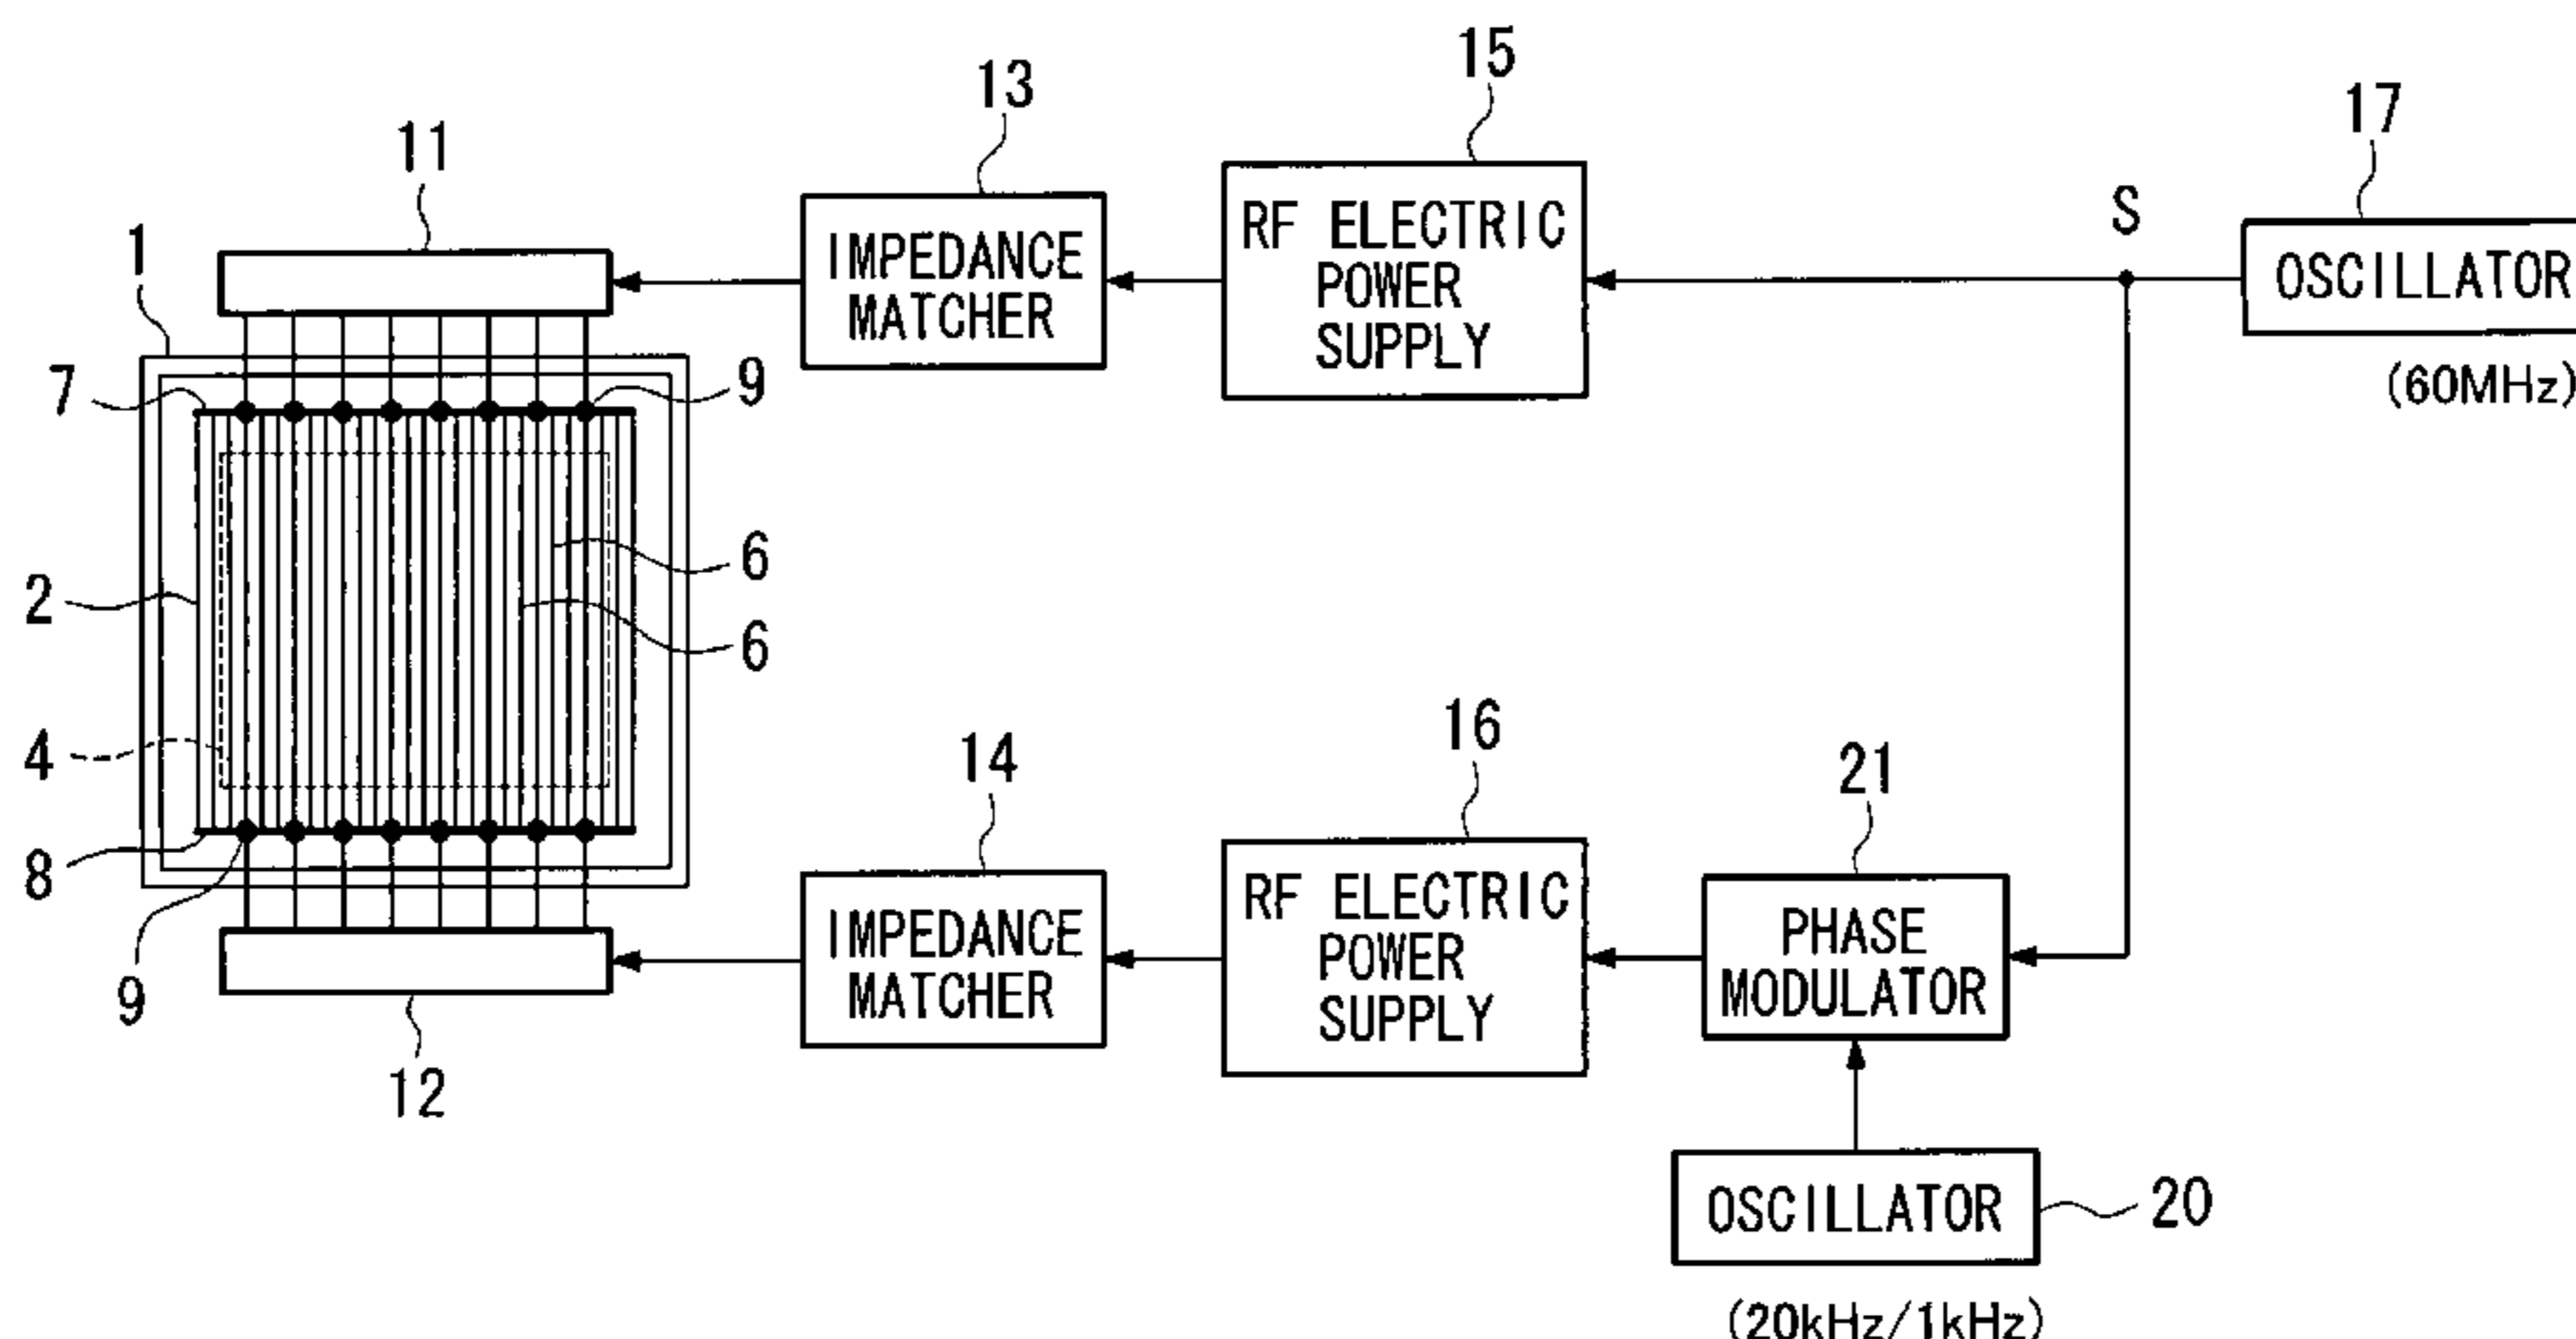 15
13
17
11
S
1
IMPEDANCE
MATCHER
RF ELECTRIC
POWER
SUPPLY
OSCILLATOR
(60MHz)
7
9
6
2
6
4
16
14
21
8
IMPEDANCE
MATCHER
RF ELECTRIC
POWER
SUPPLY
PHASE
MODULATOR
9
12
OSCILLATOR
20
(20kHz/1kHz)